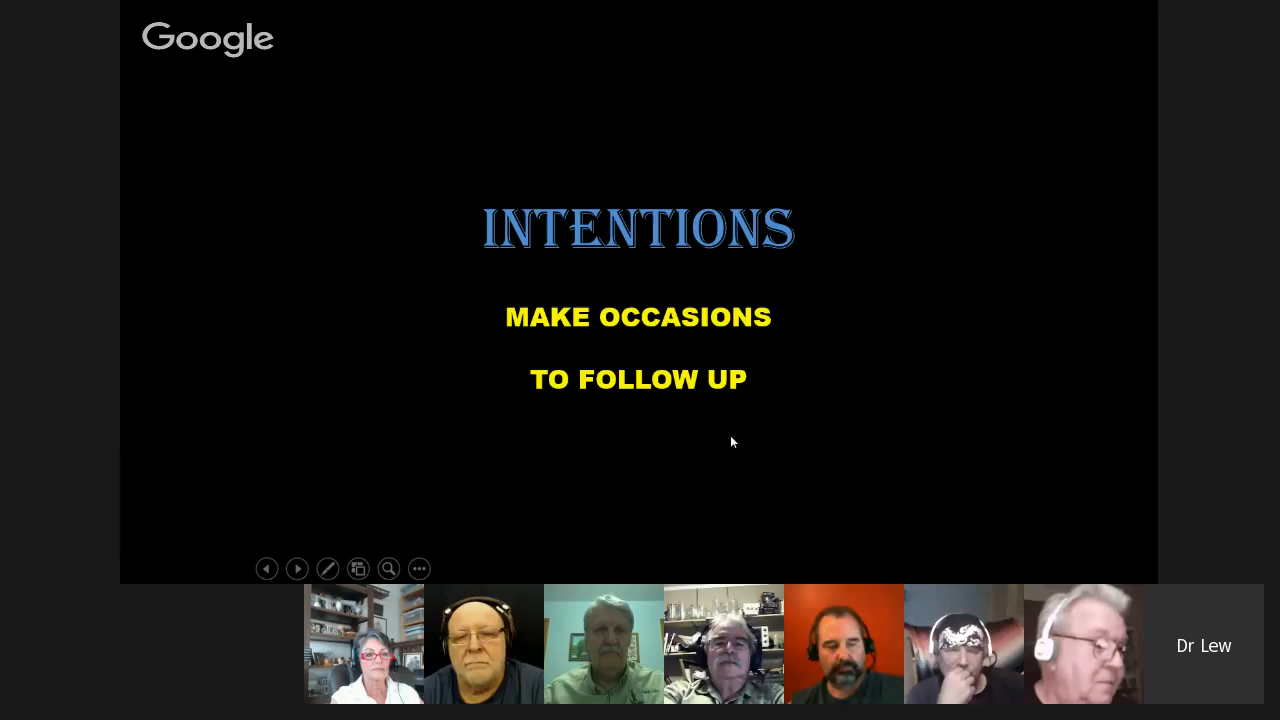 Google
INTENTIONS
MAKE OCCASIONS
TO FOLLOW UP
Dr Lew